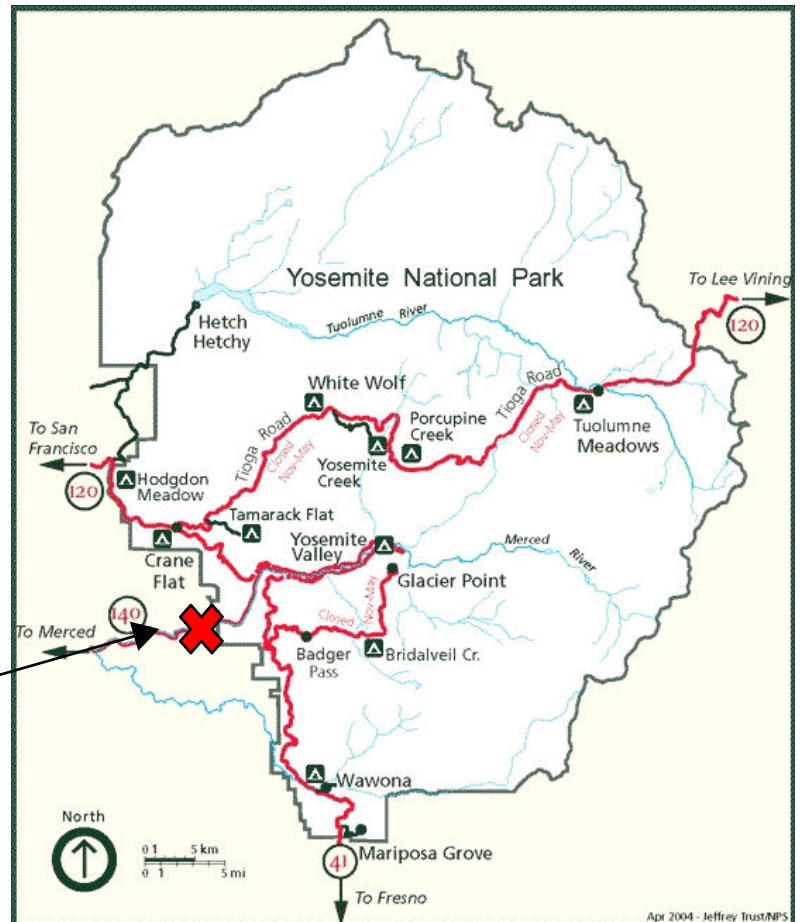 Yosemite National Park
To Lee Vining
120
Hetch
Hetchy
Tuolumne River
White Wolf
Tioga Road
Closed
Nov-May
Porcupine
Creek
Tioga Road
Closed
Nov-May
Tuolumne
Meadows
To San
Francisco
120
Hodgdon
Meadow
Yosemite
Creek
Tamarack Flat
Crane
Flat
Yosemite
Valley
Merced River
Glacier Point
140
To Merced
Closed Nov-May
Badger
Pass
Bridalveil Cr.
Wawona
North
0 1 5 km
0 1 5 mi
Mariposa Grove
41
To Fresno
Apr 2004 - Jeffrey Trust/NPS